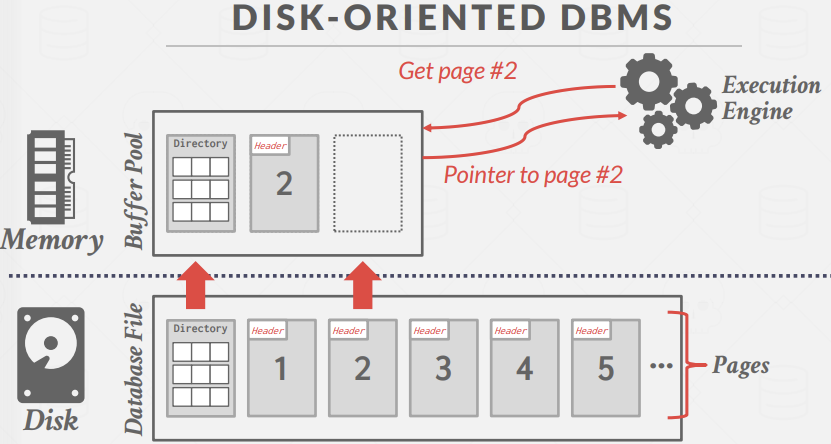 DISK-ORIENTED DBMS
Get page #2
Execution
Engine
Pointer to page #2
Memory
Buffer Pool
Directory
Header
2
Disk
Database File
Directory
Header
1
Header
2
Header
3
Header
4
Header
5
...
Pages